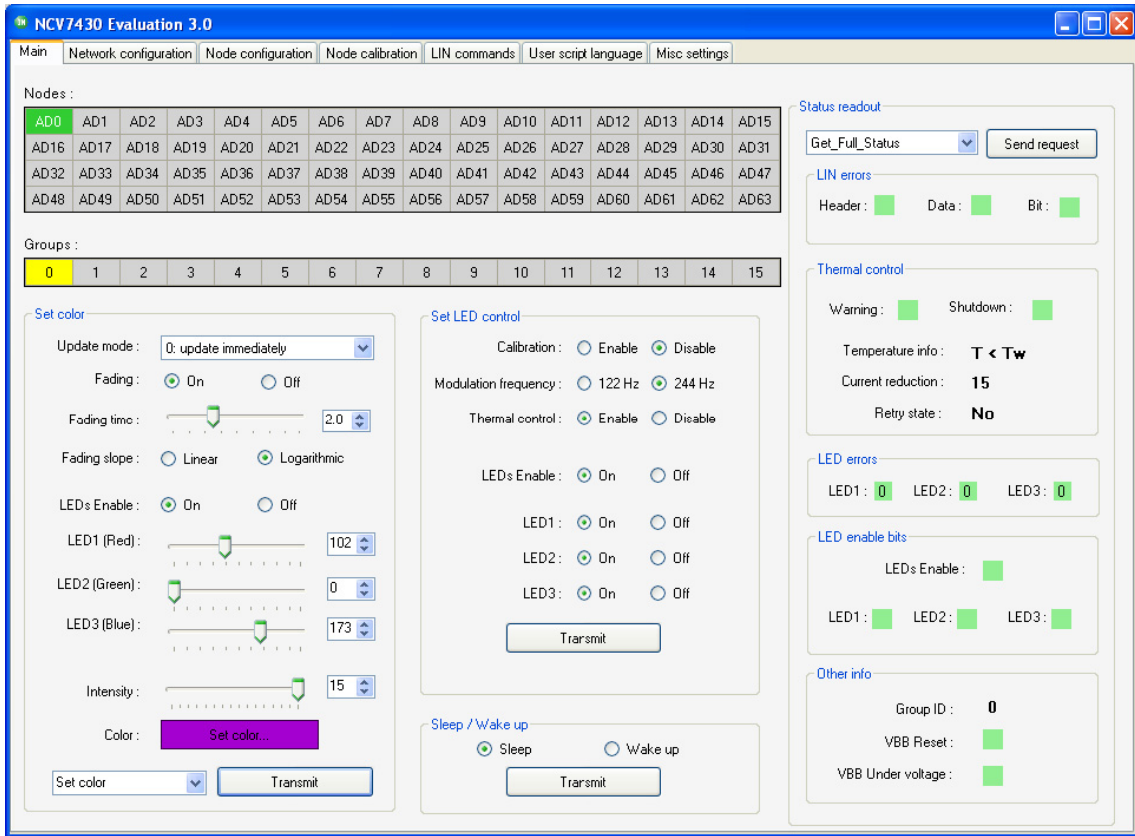 NCV7430 Evaluation 3.0
Main Network configuration Node configuration Node calibration LIN commands User script language Misc settings
Nodes :
AD0 AD1 AD2 AD3 AD4 AD5 AD6 AD7 AD8 AD9 AD10 AD11 AD12 AD13 AD14 AD15
AD16 AD17 AD18 AD19 AD20 AD21 AD22 AD23 AD24 AD25 AD26 AD27 AD28 AD29 AD30 AD31
AD32 AD33 AD34 AD35 AD36 AD37 AD38 AD39 AD40 AD41 AD42 AD43 AD44 AD45 AD46 AD47
AD48 AD49 AD50 AD51 AD52 AD53 AD54 AD55 AD56 AD57 AD58 AD59 AD60 AD61 AD62 AD63
Groups :
0 1 2 3 4 5 6 7 8 9 10 11 12 13 14 15
Set color
Update mode : 0: update immediately
Fading : On Off
Fading time : 2.0
Fading slope : Linear Logarithmic
LEDs Enable : On Off
LED1 (Red) : 102
LED2 (Green) : 0
LED3 (Blue) : 173
Intensity : 15
Color : Set color...
Set color Transmit
Set LED control
Calibration : Enable Disable
Modulation frequency : 122 Hz 244 Hz
Thermal control : Enable Disable
LEDs Enable : On Off
LED1 : On Off
LED2 : On Off
LED3 : On Off
Transmit
Sleep / Wake up
Sleep Wake up
Transmit
Status readout
Get_Full_Status Send request
LIN errors
Header : Data : Bit :
Thermal control
Warning : Shutdown :
Temperature info : T < Tw
Current reduction : 15
Retry state : No
LED errors
LED1 : 0 LED2 : 0 LED3 : 0
LED enable bits
LEDs Enable :
LED1 : LED2 : LED3 :
Other info
Group ID : 0
VBB Reset :
VBB Under voltage :